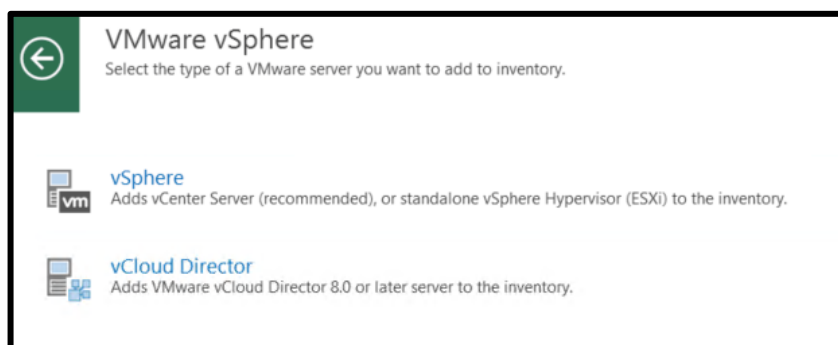 VMware vSphere
Select the type of a VMware server you want to add to inventory.
vSphere
vm
Adds vCenter Server (recommended), or standalone vSphere Hypervisor (ESXi) to the inventory.
vCloud Director
Adds VMware vCloud Director 8.0 or later server to the inventory.